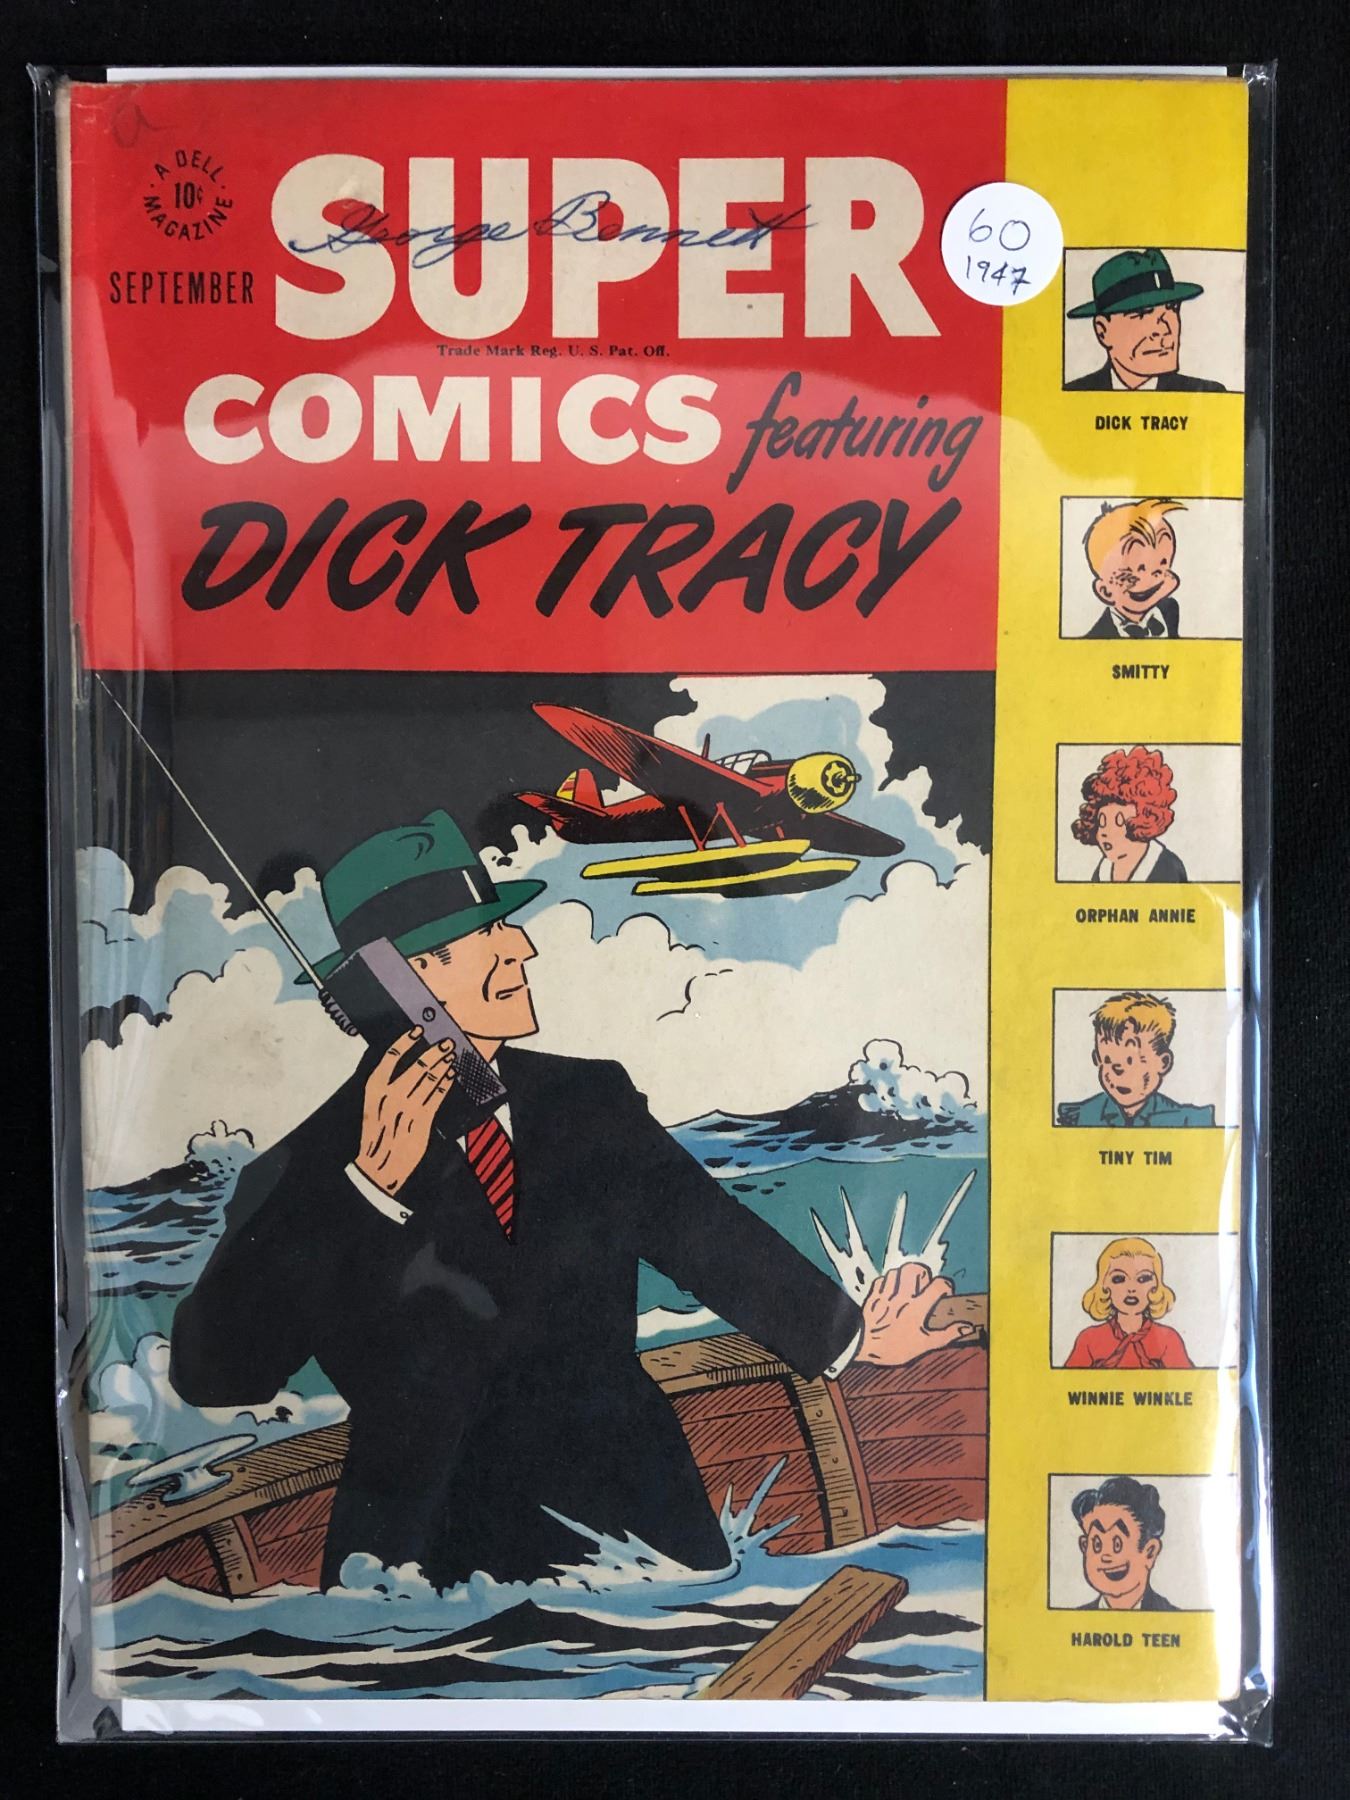 A DELL
10¢
MAGAZINE
SEPTEMBER
SUPER
George Bennett
Trade Mark Reg. U. S. Pat. Off.
COMICS featuring
DICK TRACY
60
1947
DICK TRACY
SMITTY
ORPHAN ANNIE
TINY TIM
WINNIE WINKLE
HAROLD TEEN
a